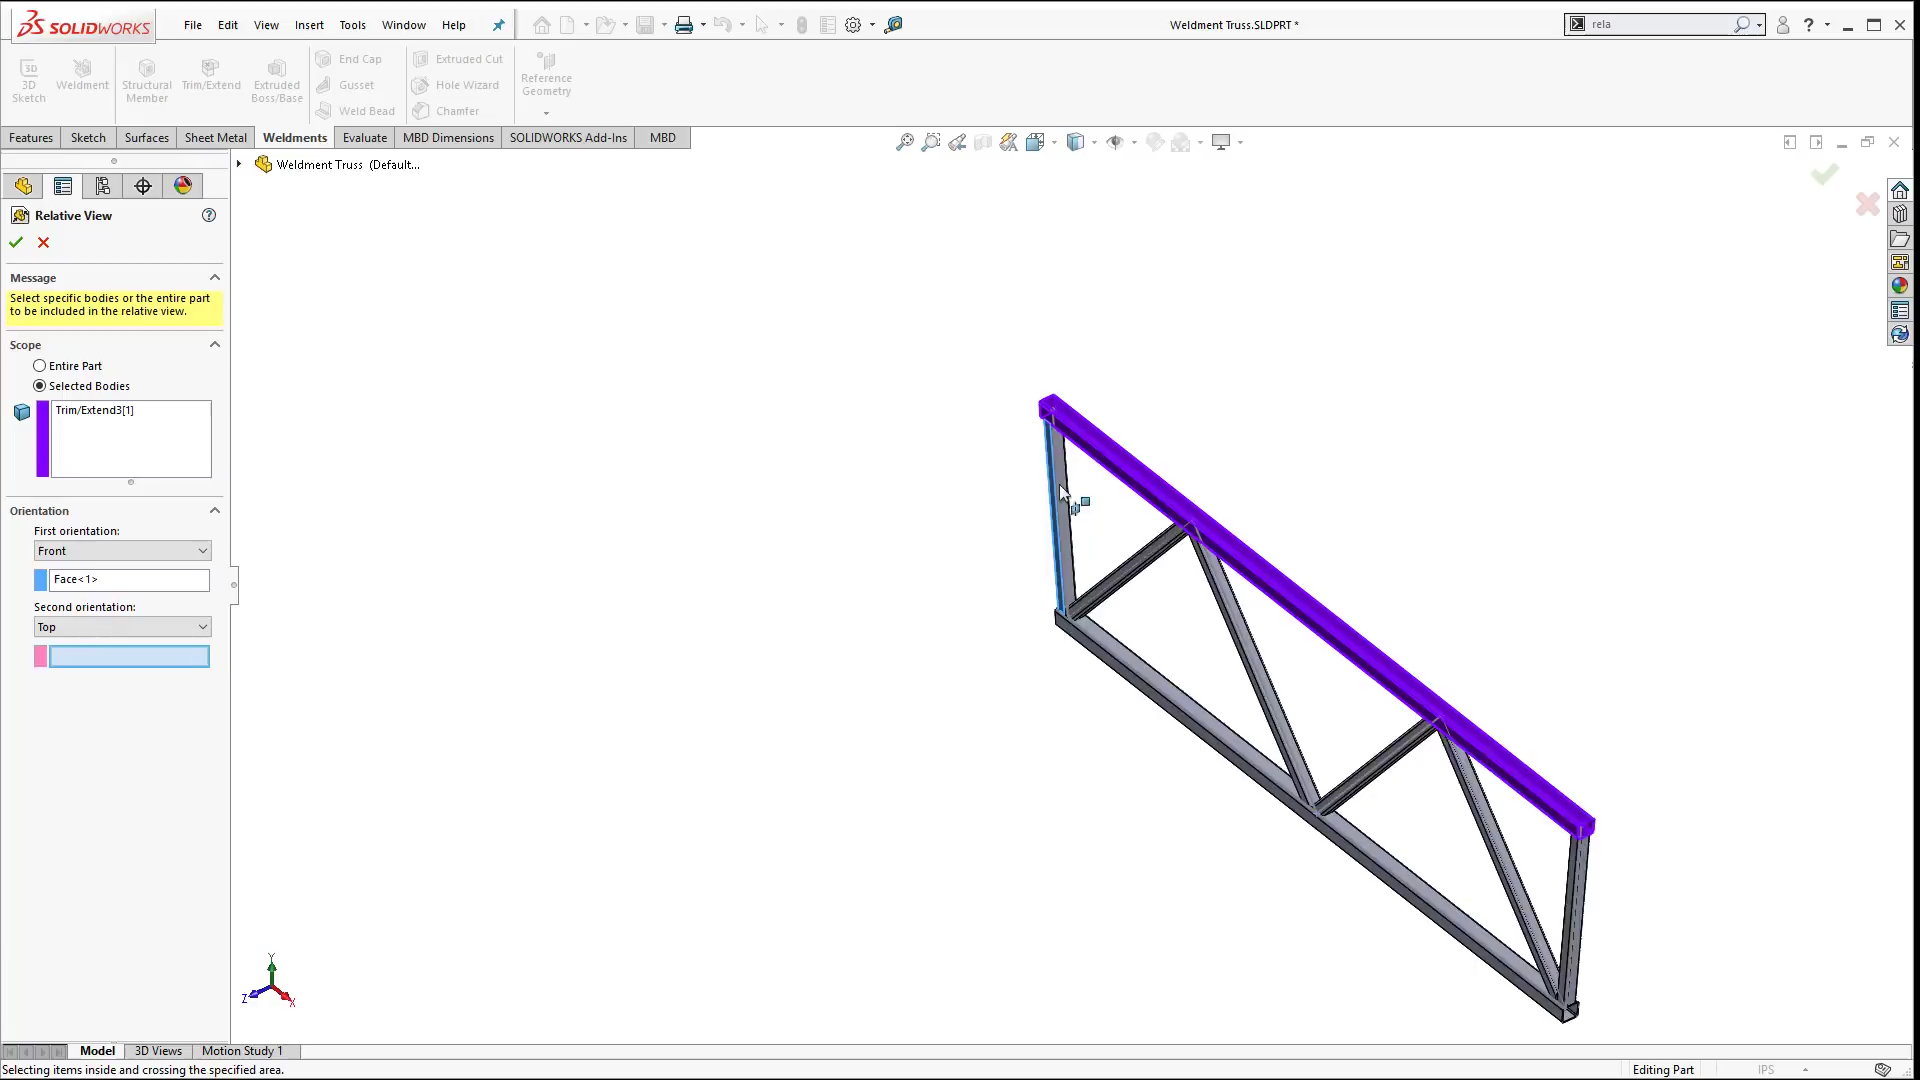 SOLIDWORKS
File Edit View Insert Tools Window Help
Weldment Truss.SLDPRT *
rela
3D Sketch
Weldment
Structural Member
Trim/Extend
Extruded Boss/Base
End Cap
Gusset
Weld Bead
Extruded Cut
Hole Wizard
Chamfer
Reference Geometry
Features Sketch Surfaces Sheet Metal Weldments Evaluate MBD Dimensions SOLIDWORKS Add-Ins MBD
Weldment Truss (Default...
Relative View
Message
Select specific bodies or the entire part
to be included in the relative view.
Scope
Entire Part
Selected Bodies
Trim/Extend3[1]
Orientation
First orientation:
Front
Face<1>
Second orientation:
Top
Y
Z
X
Model 3D Views Motion Study 1
Selecting items inside and crossing the specified area.
Editing Part
IPS